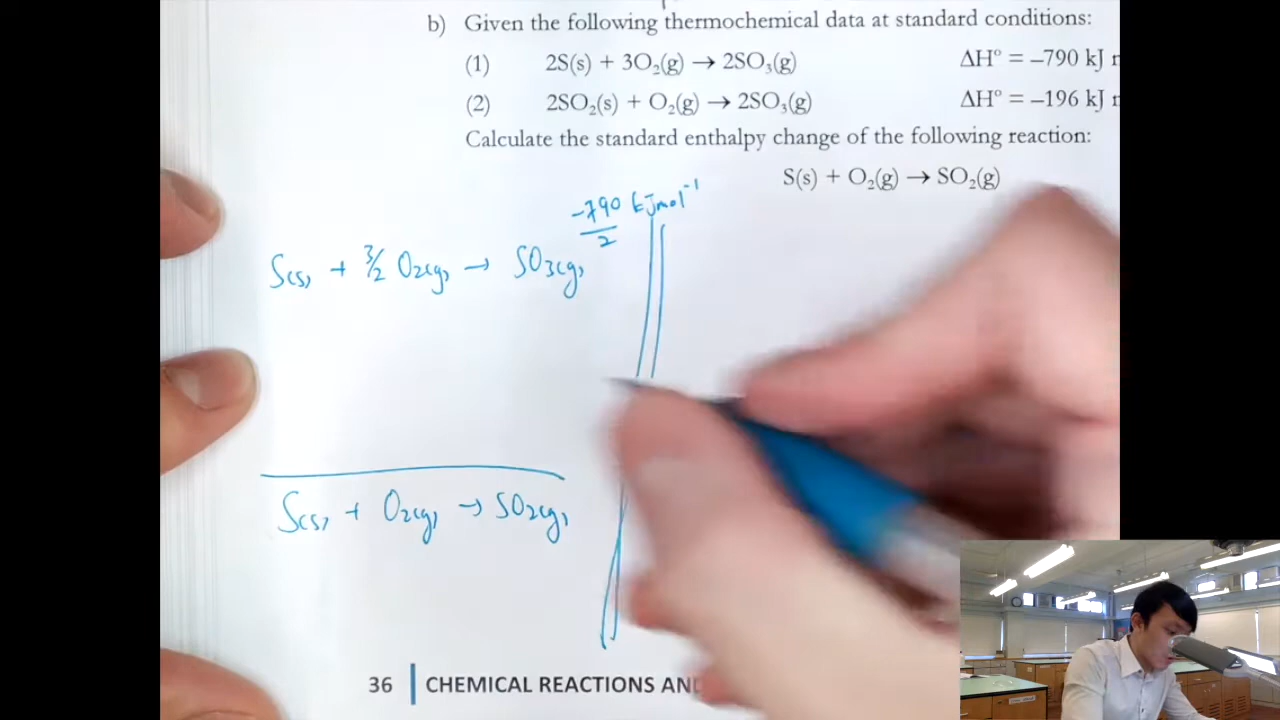 b) Given the following thermochemical data at standard conditions:
(1) 2S(s) + 3O₂(g) → 2SO₃(g) ΔH° = –790 kJ
(2) 2SO₂(s) + O₂(g) → 2SO₃(g) ΔH° = –196 kJ
Calculate the standard enthalpy change of the following reaction:
S(s) + O₂(g) → SO₂(g)
-790/2 kJmol⁻¹
S(s) + 3/2 O₂(g) → SO₃(g)
S(s) + O₂(g) → SO₂(g)
36 CHEMICAL REACTIONS AND